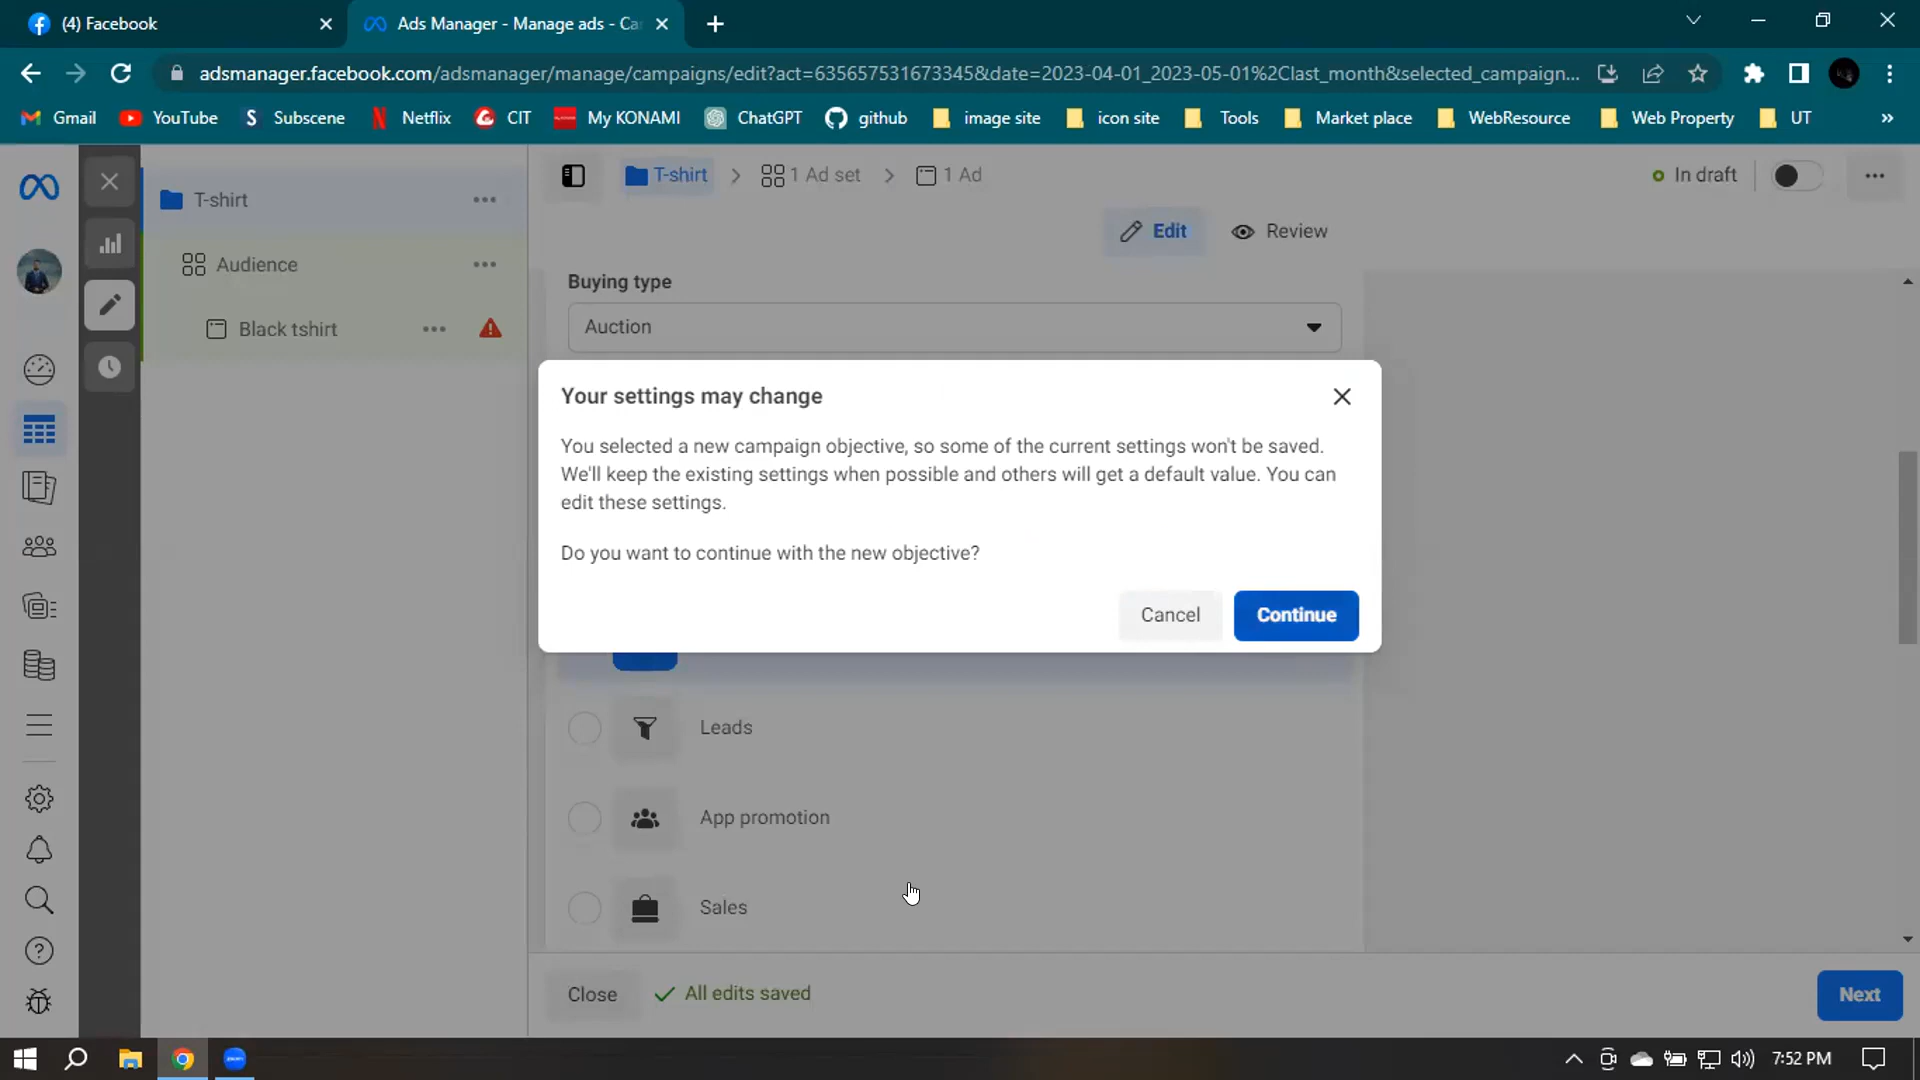 (4) Facebook
Ads Manager - Manage ads - Ca
adsmanager.facebook.com/adsmanager/manage/campaigns/edit?act=635657531673345&date=2023-04-01_2023-05-01%2Clast_month&selected_campaign...
Gmail YouTube Subscene Netflix CIT My KONAMI ChatGPT github image site icon site Tools Market place WebResource Web Property UT »
T-shirt
Audience
Black tshirt
T-shirt > 1 Ad set > 1 Ad
In draft
Edit Review
Buying type
Auction
Your settings may change
You selected a new campaign objective, so some of the current settings won't be saved.
We'll keep the existing settings when possible and others will get a default value. You can
edit these settings.
Do you want to continue with the new objective?
Cancel Continue
Leads
App promotion
Sales
Close All edits saved Next
7:52 PM